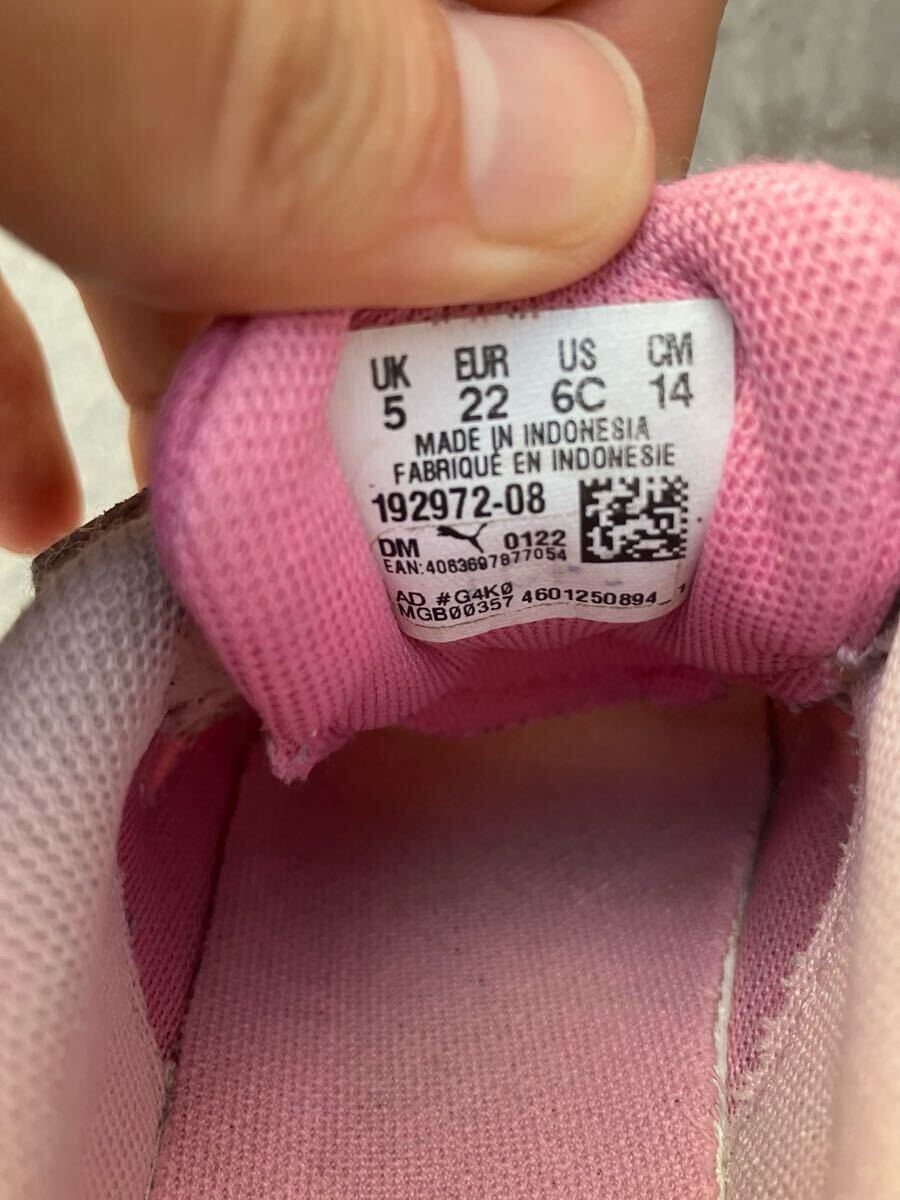 UK EUR US CM
5 22 6C 14
MADE IN INDONESIA
FABRIQUÉ EN INDONESIE
192972-08
DM 0122
EAN:4063697877054
AD #G4K0
MGB00357 4601250894_1